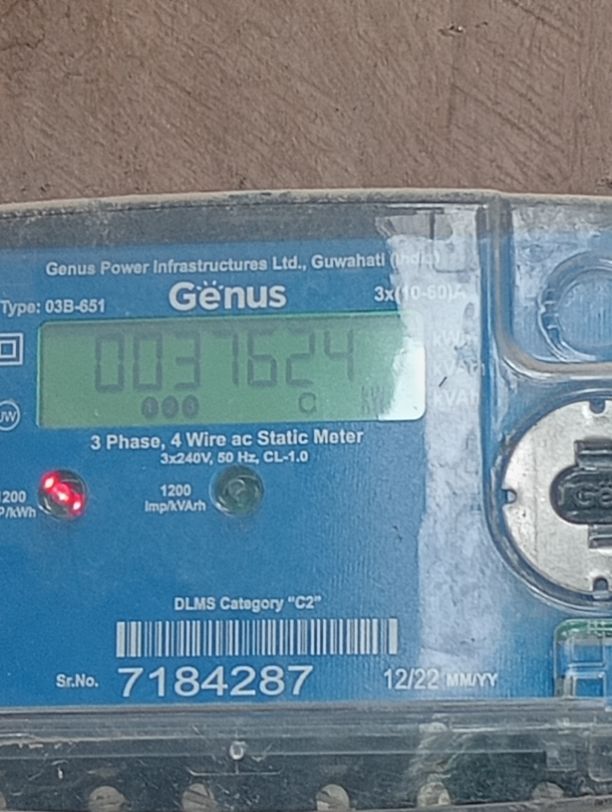 Genus Power Infrastructures Ltd., Guwahati (India)
Type: 03B-651
Genus
3x(10-60)A
0037624
3 Phase, 4 Wire ac Static Meter
3x240V, 50 Hz, CL-1.0
1200
Imp/kVArh
DLMS Category "C2"
Sr.No. 7184287 12/22 MM/YY